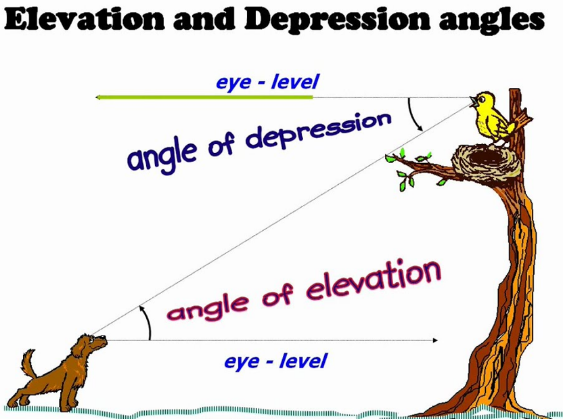 Elevation and Depression angles
eye - level
angle of depression
angle of elevation
eye - level